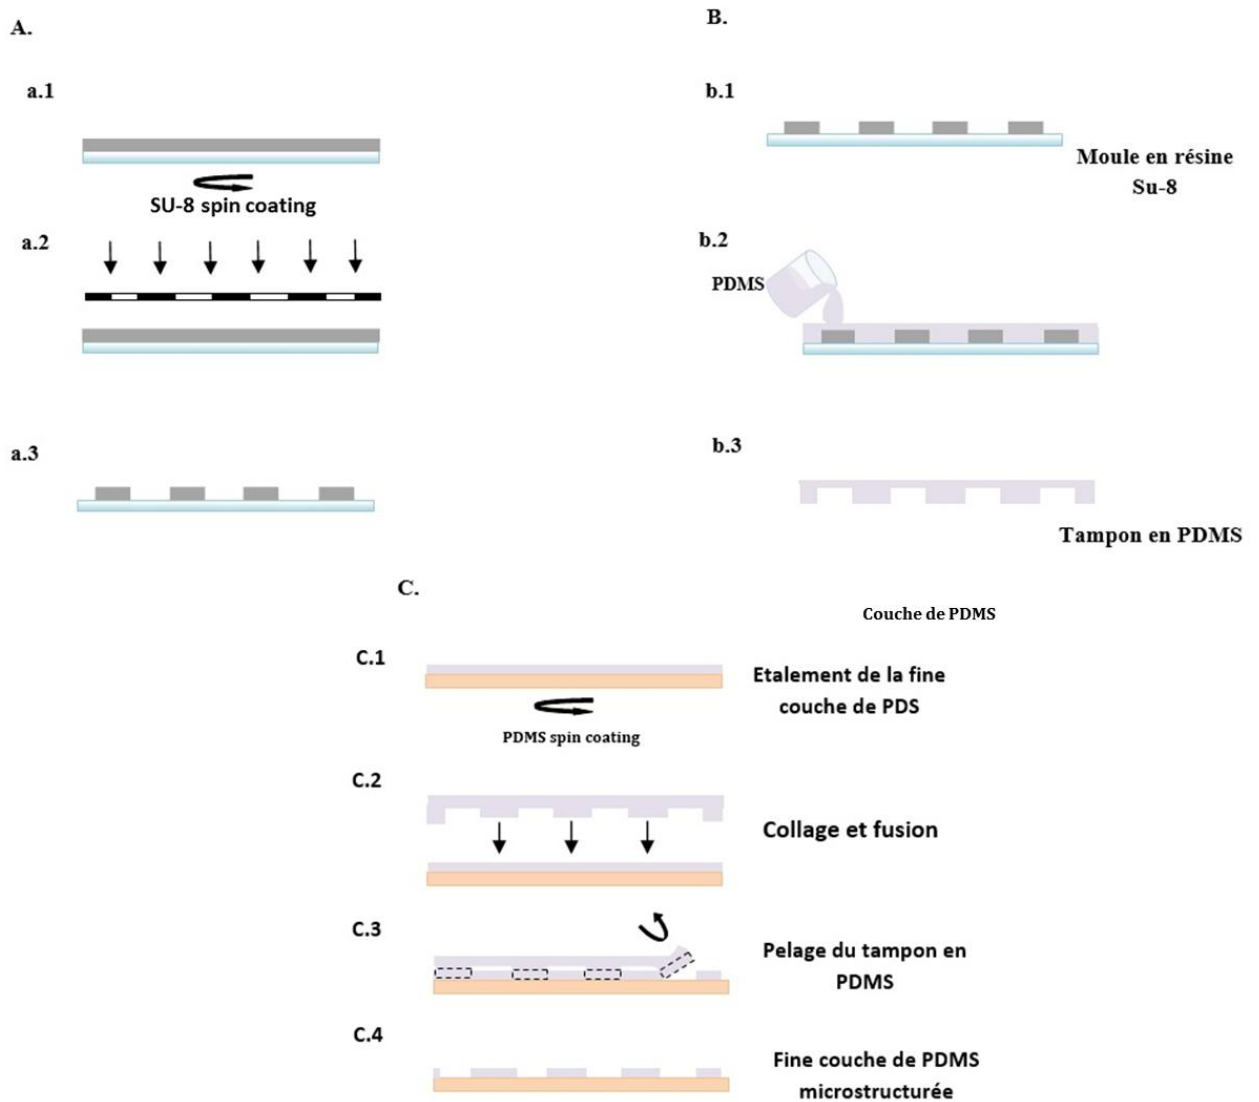 A.
a.1
SU-8 spin coating
a.2
a.3
B.
b.1
Moule en résine
Su-8
b.2
PDMS
b.3
Tampon en PDMS
C.
Couche de PDMS
C.1
Etalement de la fine
couche de PDS
PDMS spin coating
C.2
Collage et fusion
C.3
Pelage du tampon en
PDMS
C.4
Fine couche de PDMS
microstructurée